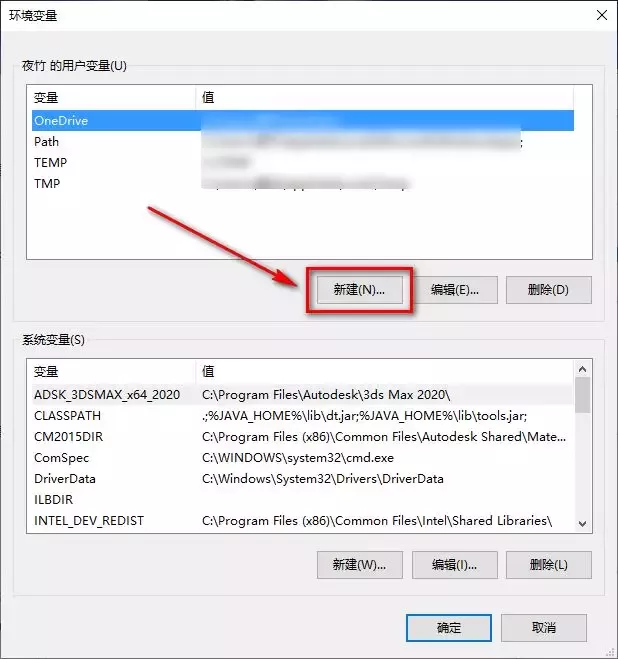 环境变量
夜竹 的用户变量(U)
变量 值
OneDrive
Path ;
TEMP
TMP
新建(N)... 编辑(E)... 删除(D)
系统变量(S)
变量 值
ADSK_3DSMAX_x64_2020 C:\Program Files\Autodesk\3ds Max 2020\
CLASSPATH .;%JAVA_HOME%\lib\dt.jar;%JAVA_HOME%\lib\tools.jar;
CM2015DIR C:\Program Files (x86)\Common Files\Autodesk Shared\Mate...
ComSpec C:\WINDOWS\system32\cmd.exe
DriverData C:\Windows\System32\Drivers\DriverData
ILBDIR
INTEL_DEV_REDIST C:\Program Files (x86)\Common Files\Intel\Shared Libraries\
新建(W)... 编辑(I)... 删除(L)
确定 取消